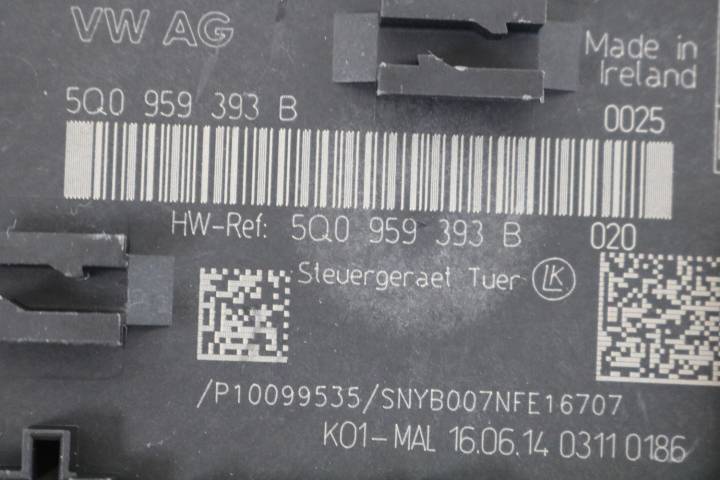 VW AG
Made in
Ireland
5Q0 959 393 B 0025
HW-Ref: 5Q0 959 393 B 020
Steuergeraet Tuer LK
/P10099535/SNYB007NFE16707
K01-MAL 16.06.14 0311 0186